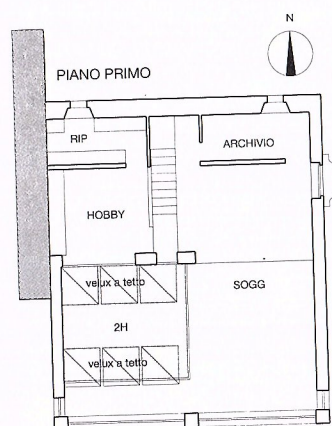 N
PIANO PRIMO
RIP
ARCHIVIO
HOBBY
velux a tetto
SOGG
2H
velux a tetto